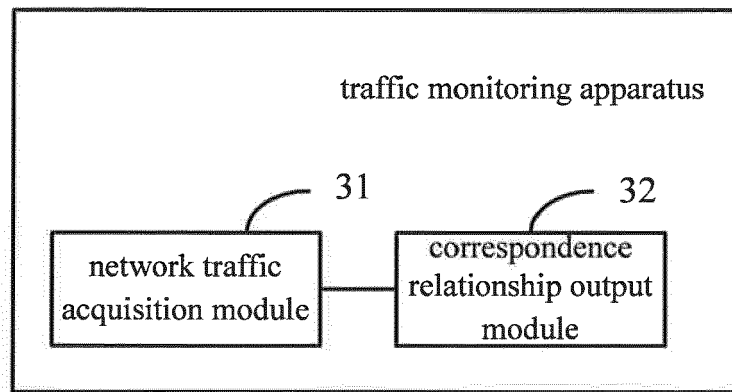 traffic monitoring apparatus
31
32
network traffic
acquisition module
correspondence
relationship output
module